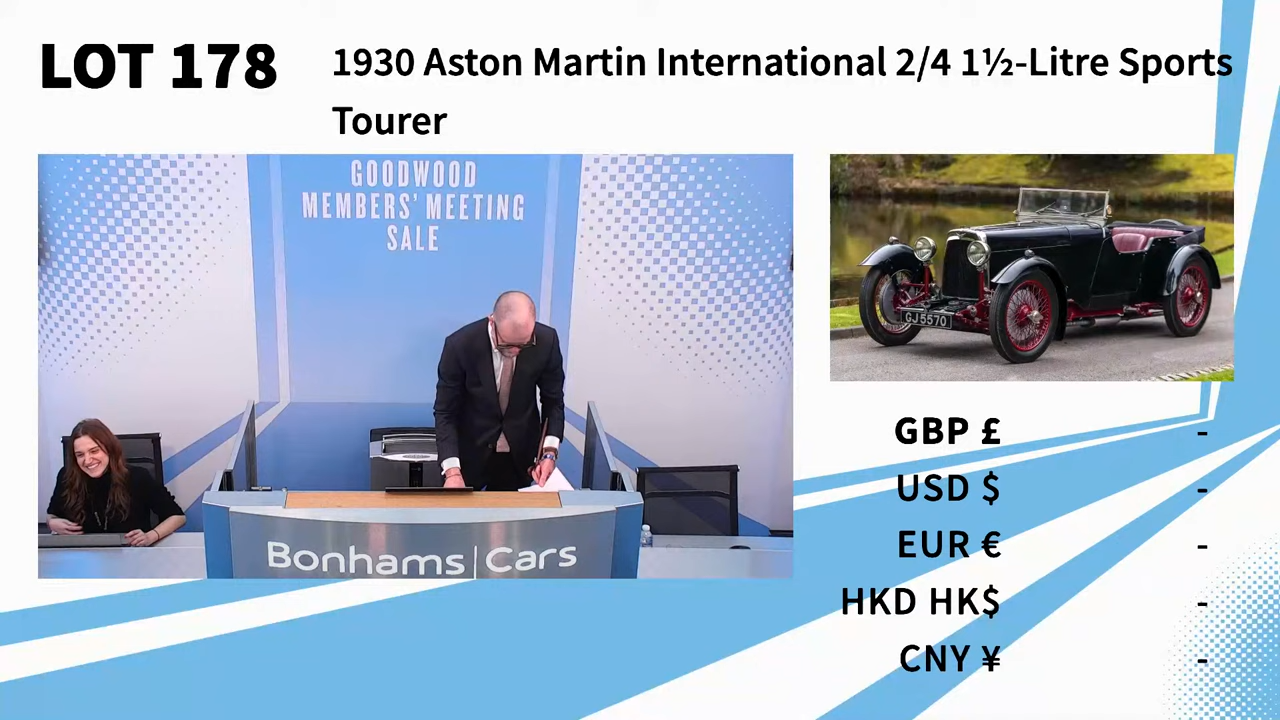 LOT 178
1930 Aston Martin International 2/4 1½-Litre Sports
Tourer
GOODWOOD
MEMBERS' MEETING
SALE
Bonhams|Cars
GJ 5570
GBP £ -
USD $ -
EUR € -
HKD HK$ -
CNY ¥ -